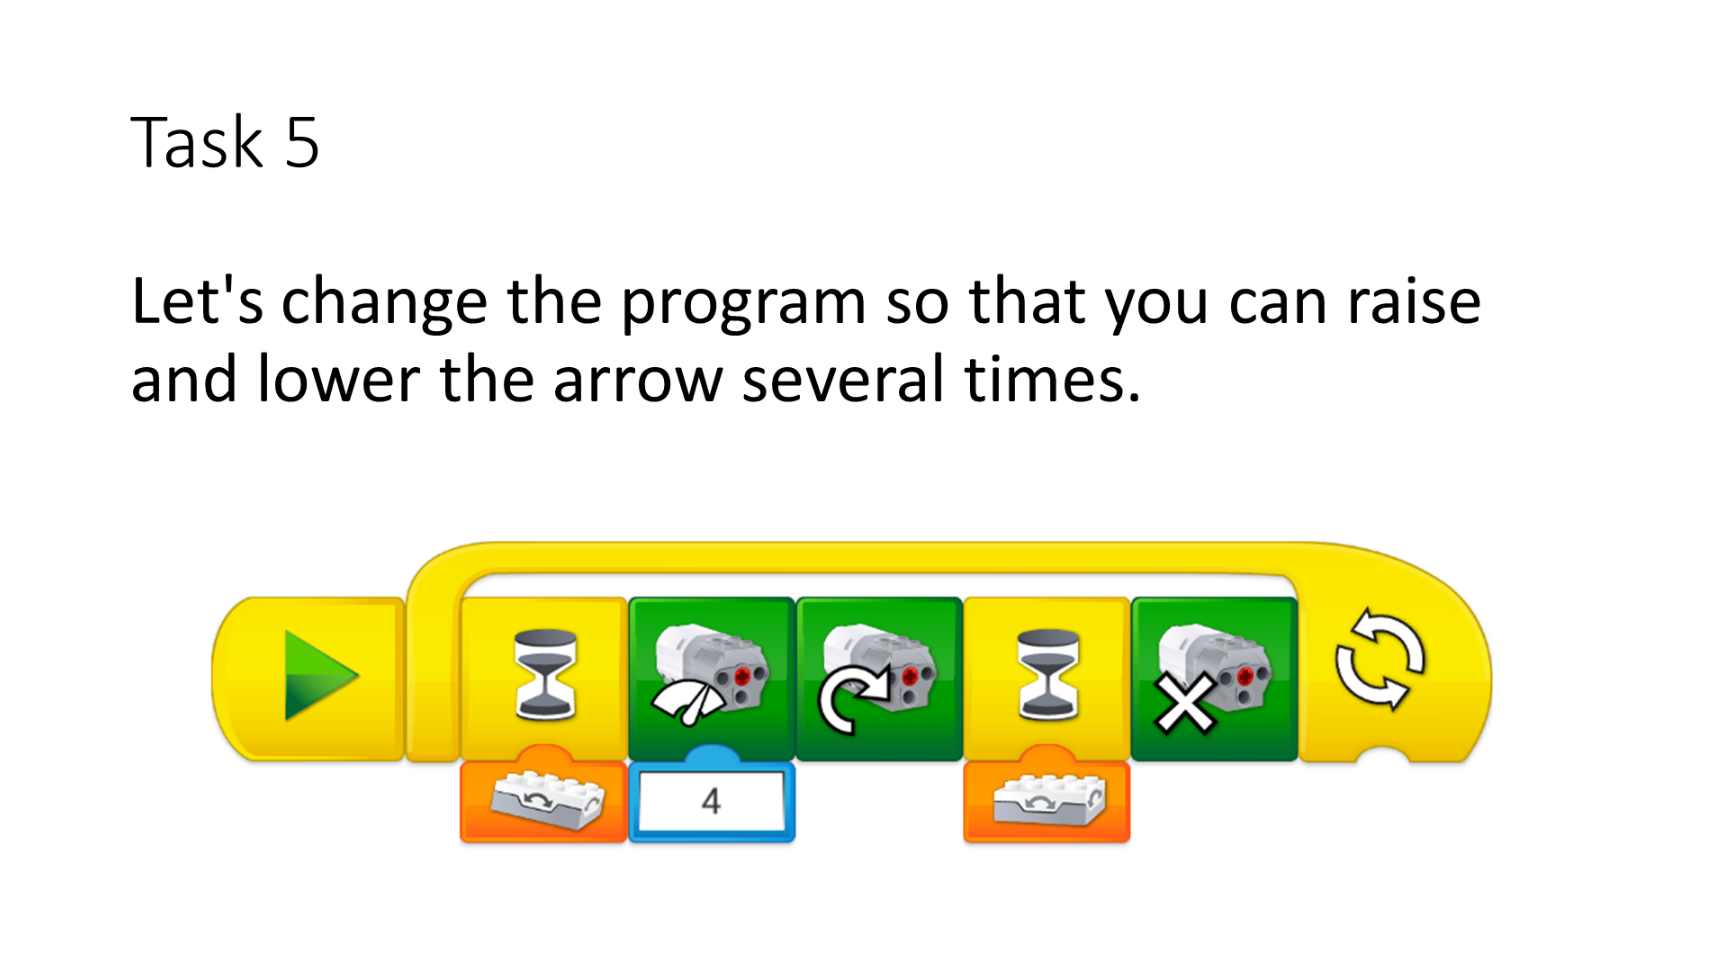 Task 5
Let's change the program so that you can raise
and lower the arrow several times.
4